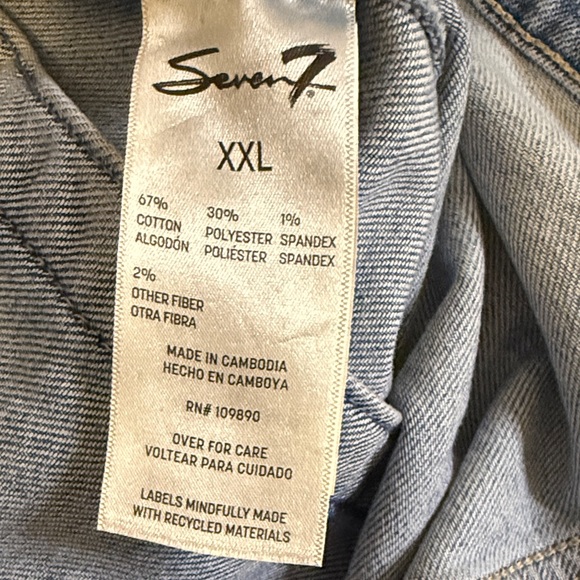 Seven7
XXL
67% 30% 1%
COTTON POLYESTER SPANDEX
ALGODÓN POLIÉSTER SPANDEX
2%
OTHER FIBER
OTRA FIBRA
MADE IN CAMBODIA
HECHO EN CAMBOYA
RN# 109890
OVER FOR CARE
VOLTEAR PARA CUIDADO
LABELS MINDFULLY MADE
WITH RECYCLED MATERIALS